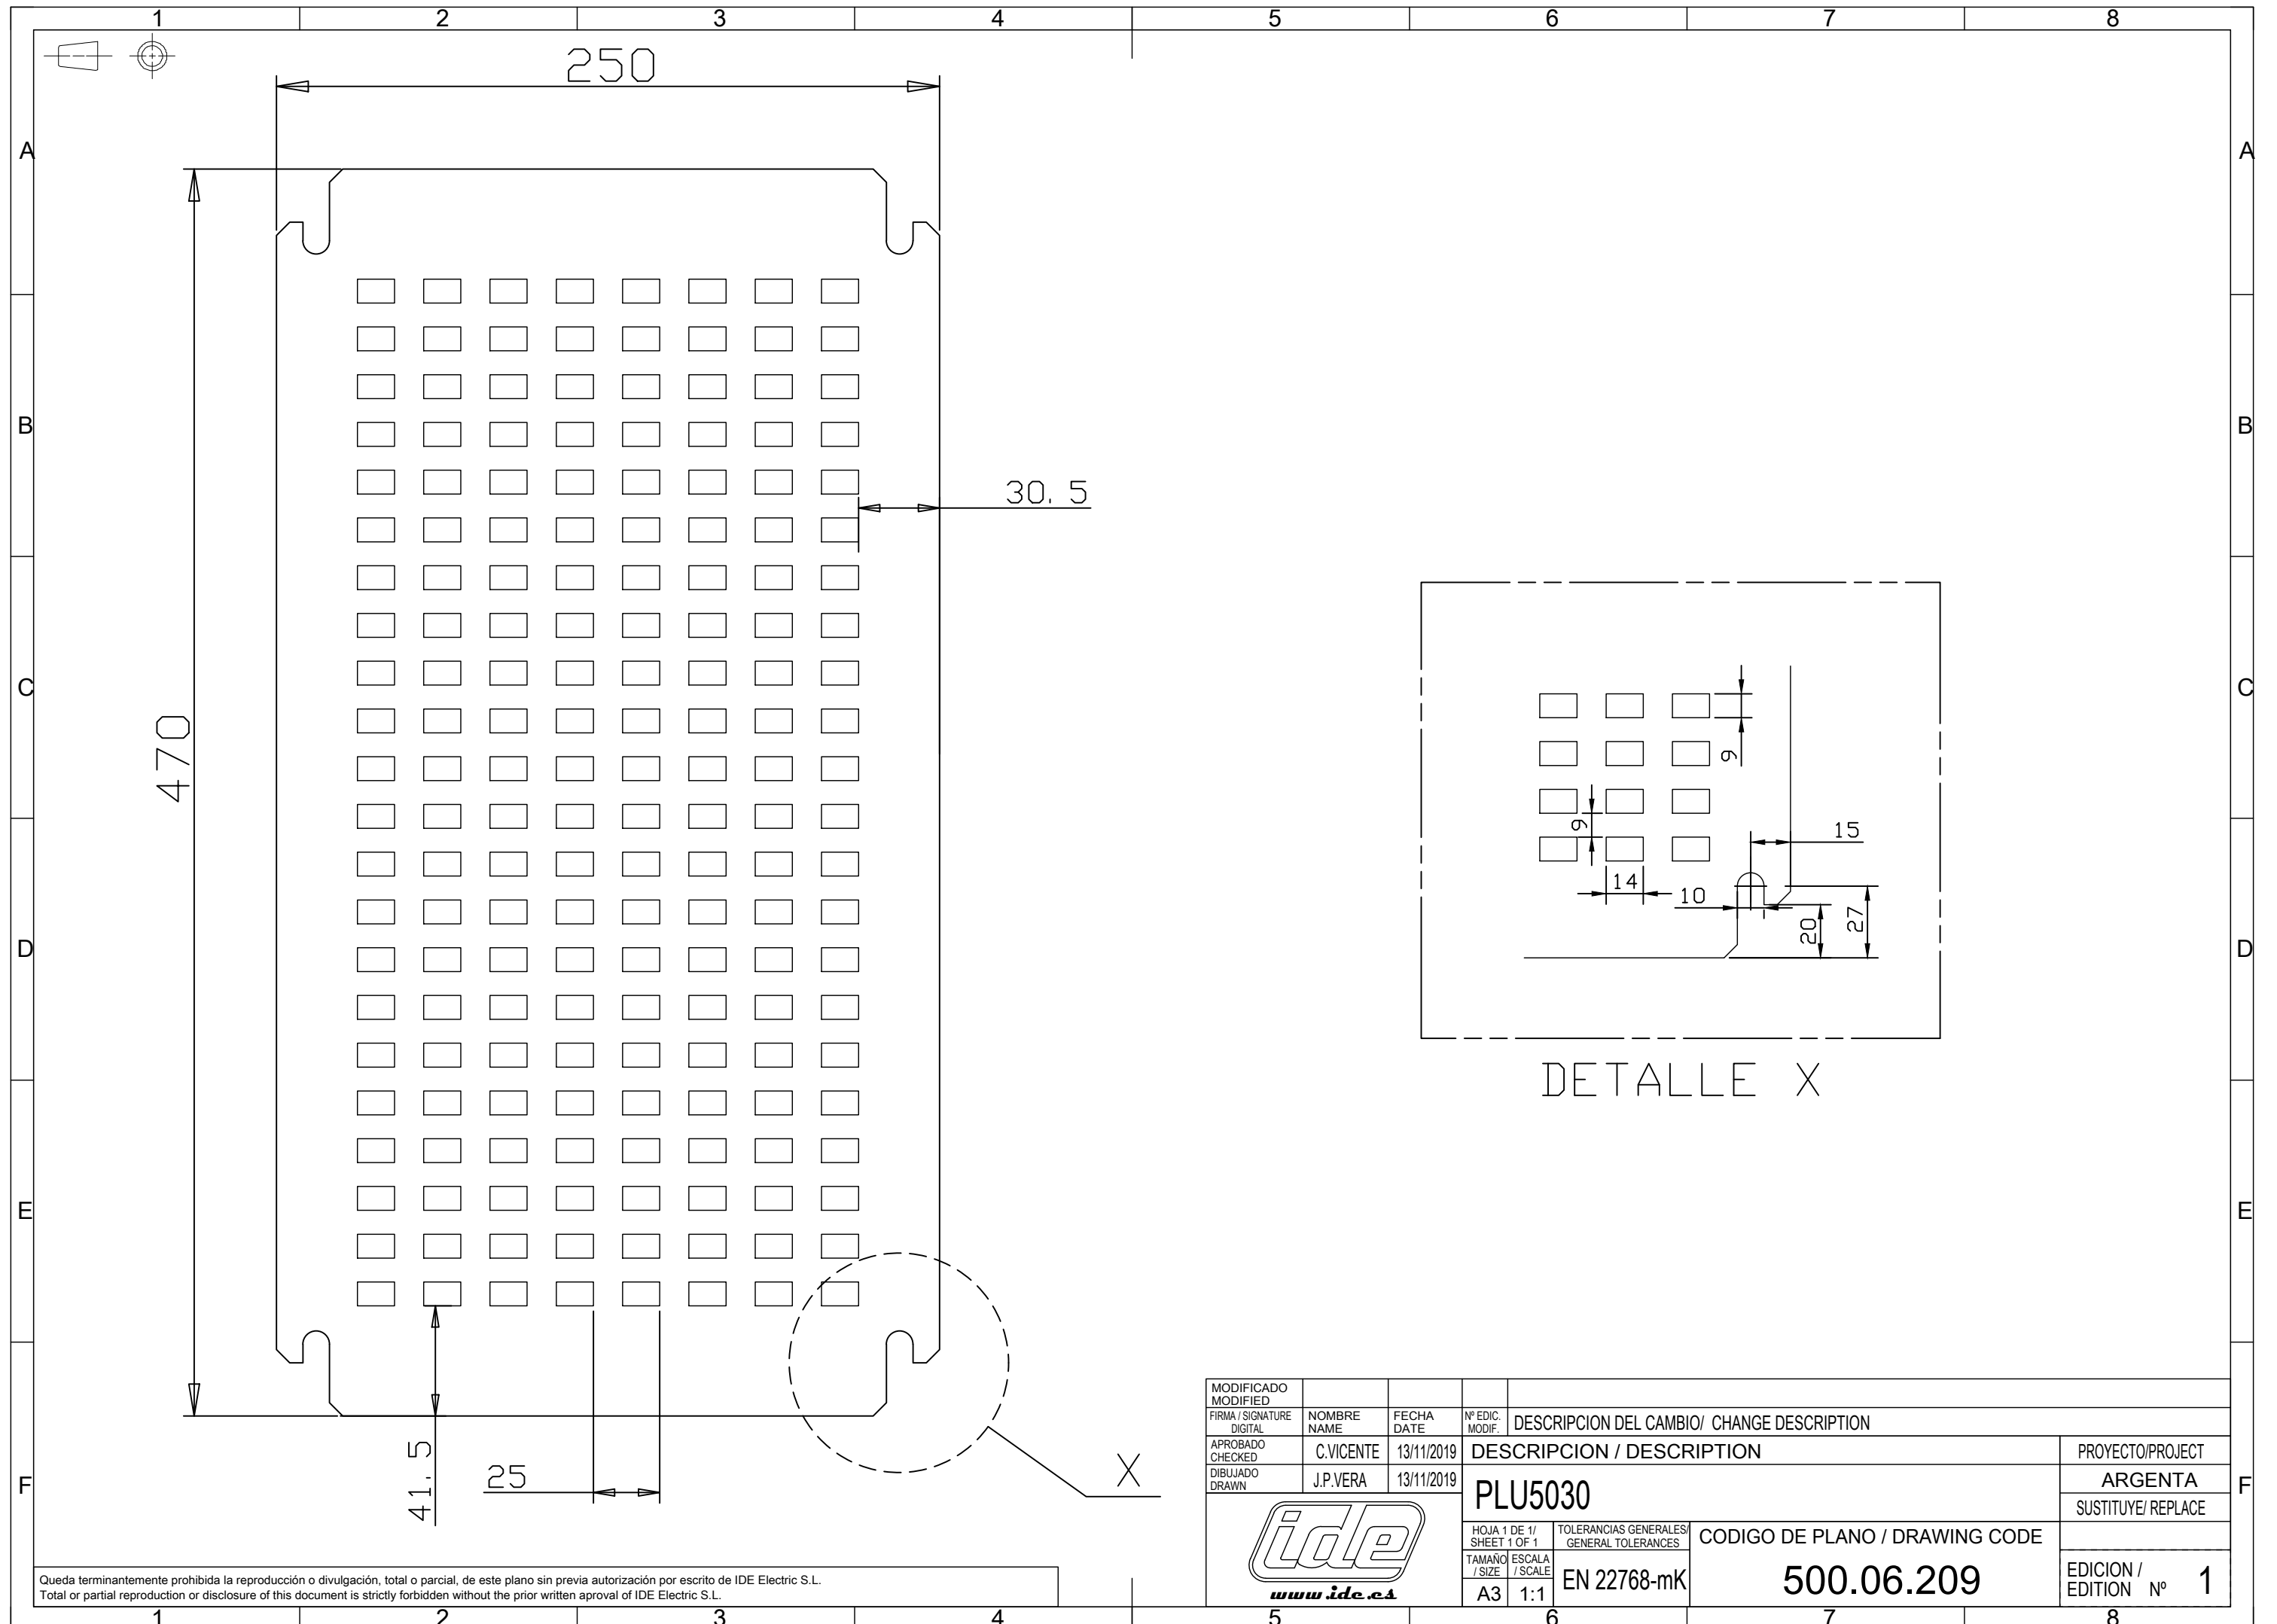 1 2 3 4 5 6 7 8
A A
B B
C C
D D
E E
F F
250
470
30.5
41.5
25
X
9
9
14
10
15
20
27
DETALLE X
MODIFICADO
MODIFIED
FIRMA / SIGNATURE
DIGITAL
NOMBRE
NAME
FECHA
DATE
Nº EDIC.
MODIF.
DESCRIPCION DEL CAMBIO/ CHANGE DESCRIPTION
APROBADO
CHECKED
C.VICENTE
13/11/2019
DESCRIPCION / DESCRIPTION
PROYECTO/PROJECT
DIBUJADO
DRAWN
J.P.VERA
13/11/2019
PLU5030
ARGENTA
SUSTITUYE/ REPLACE
ide
www.ide.es
HOJA 1 DE 1/
SHEET 1 OF 1
TOLERANCIAS GENERALES/
GENERAL TOLERANCES
CODIGO DE PLANO / DRAWING CODE
TAMAÑO
/ SIZE
ESCALA
/ SCALE
A3
1:1
EN 22768-mK
500.06.209
EDICION /
EDITION Nº 1
Queda terminantemente prohibida la reproducción o divulgación, total o parcial, de este plano sin previa autorización por escrito de IDE Electric S.L.
Total or partial reproduction or disclosure of this document is strictly forbidden without the prior written aproval of IDE Electric S.L.
1 2 3 4 5 6 7 8